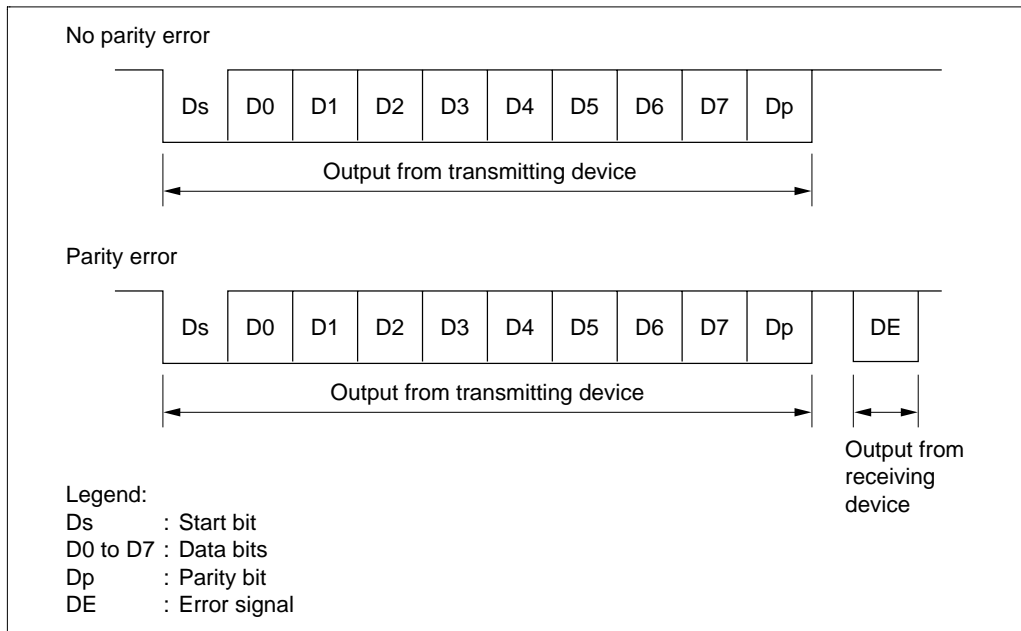 No parity error
Ds D0 D1 D2 D3 D4 D5 D6 D7 Dp
Output from transmitting device
Parity error
Ds D0 D1 D2 D3 D4 D5 D6 D7 Dp DE
Output from transmitting device
Output from
receiving
device
Legend:
Ds : Start bit
D0 to D7 : Data bits
Dp : Parity bit
DE : Error signal